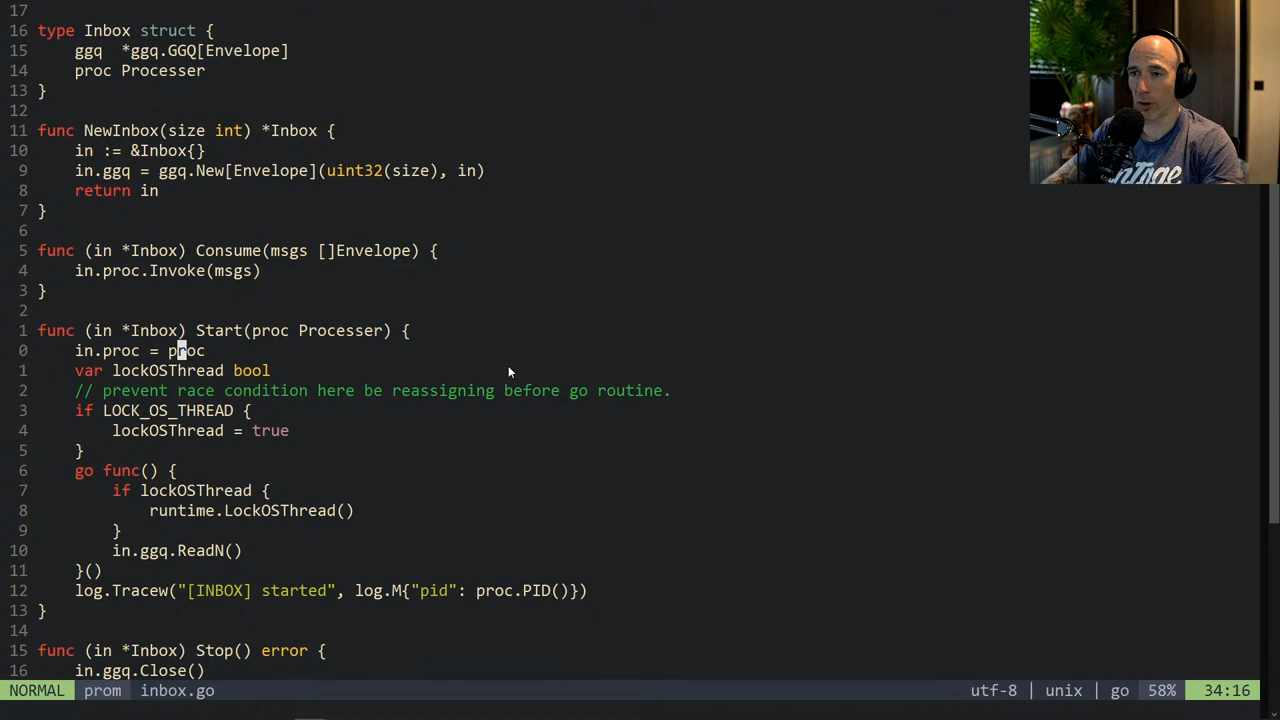 17
16 type Inbox struct {
15 ggq *ggq.GGQ[Envelope]
14 proc Processer
13 }
12
11 func NewInbox(size int) *Inbox {
10 in := &Inbox{}
9 in.ggq = ggq.New[Envelope](uint32(size), in)
8 return in
7 }
6
5 func (in *Inbox) Consume(msgs []Envelope) {
4 in.proc.Invoke(msgs)
3 }
2
1 func (in *Inbox) Start(proc Processer) {
0 in.proc = proc
1 var lockOSThread bool
2 // prevent race condition here be reassigning before go routine.
3 if LOCK_OS_THREAD {
4 lockOSThread = true
5 }
6 go func() {
7 if lockOSThread {
8 runtime.LockOSThread()
9 }
10 in.ggq.ReadN()
11 }()
12 log.Tracew("[INBOX] started", log.M{"pid": proc.PID()})
13 }
14
15 func (in *Inbox) Stop() error {
16 in.ggq.Close()
NORMAL prom inbox.go utf-8 | unix | go 58% 34:16